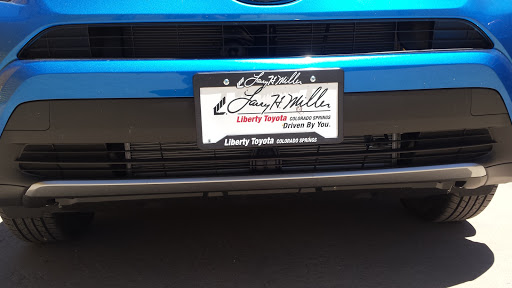 Larry H. Miller
Larry H. Miller
Liberty Toyota COLORADO SPRINGS
Driven By You.
Liberty Toyota COLORADO SPRINGS